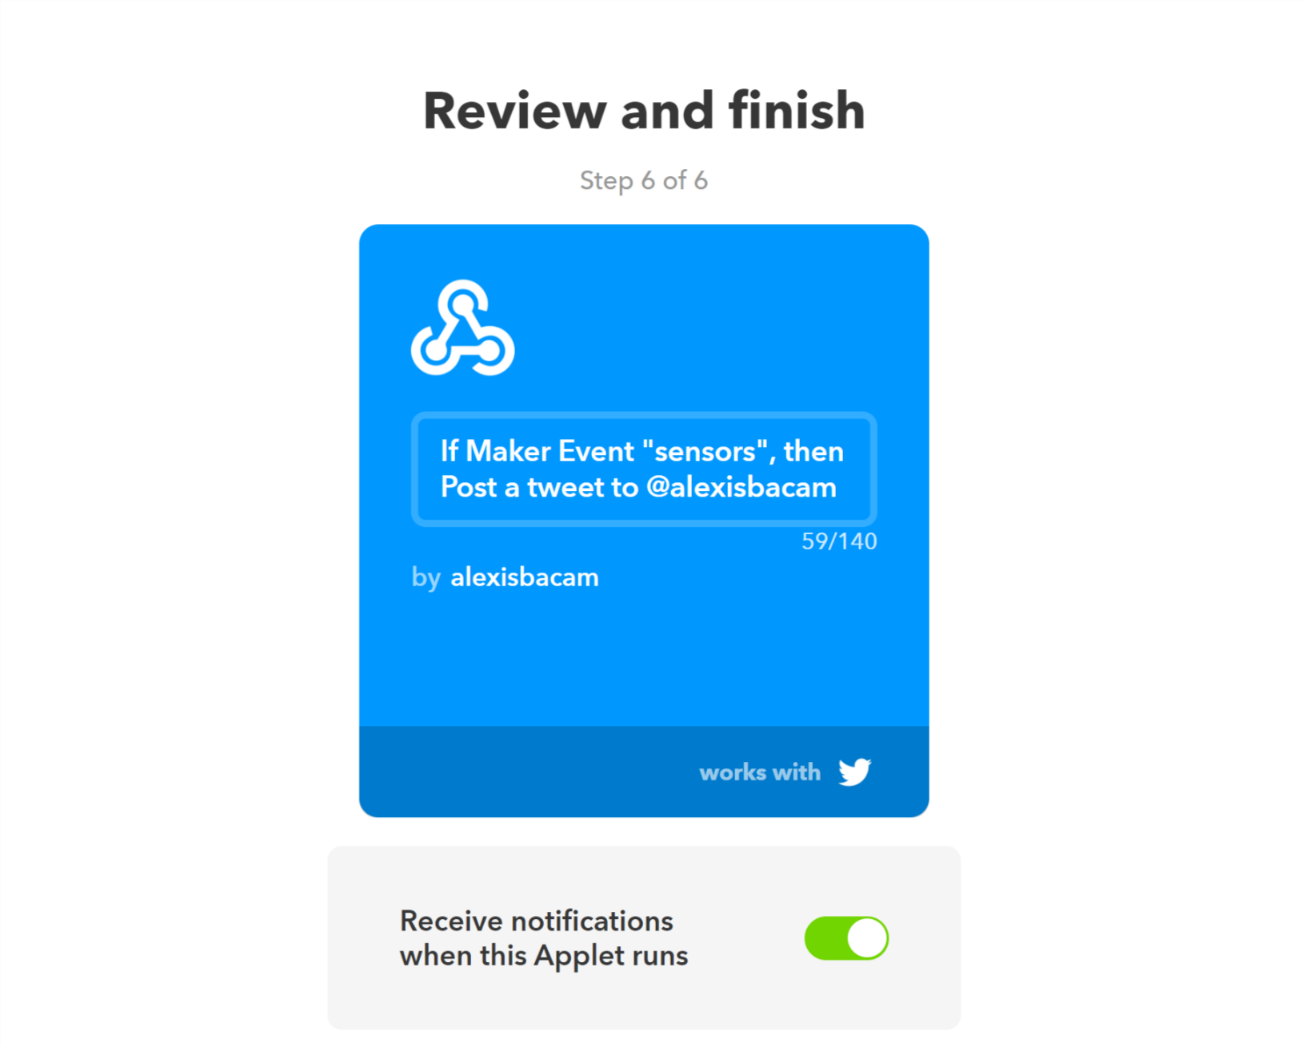 Review and finish
Step 6 of 6
If Maker Event "sensors", then
Post a tweet to @alexisbacam
59/140
by alexisbacam
works with
Receive notifications
when this Applet runs